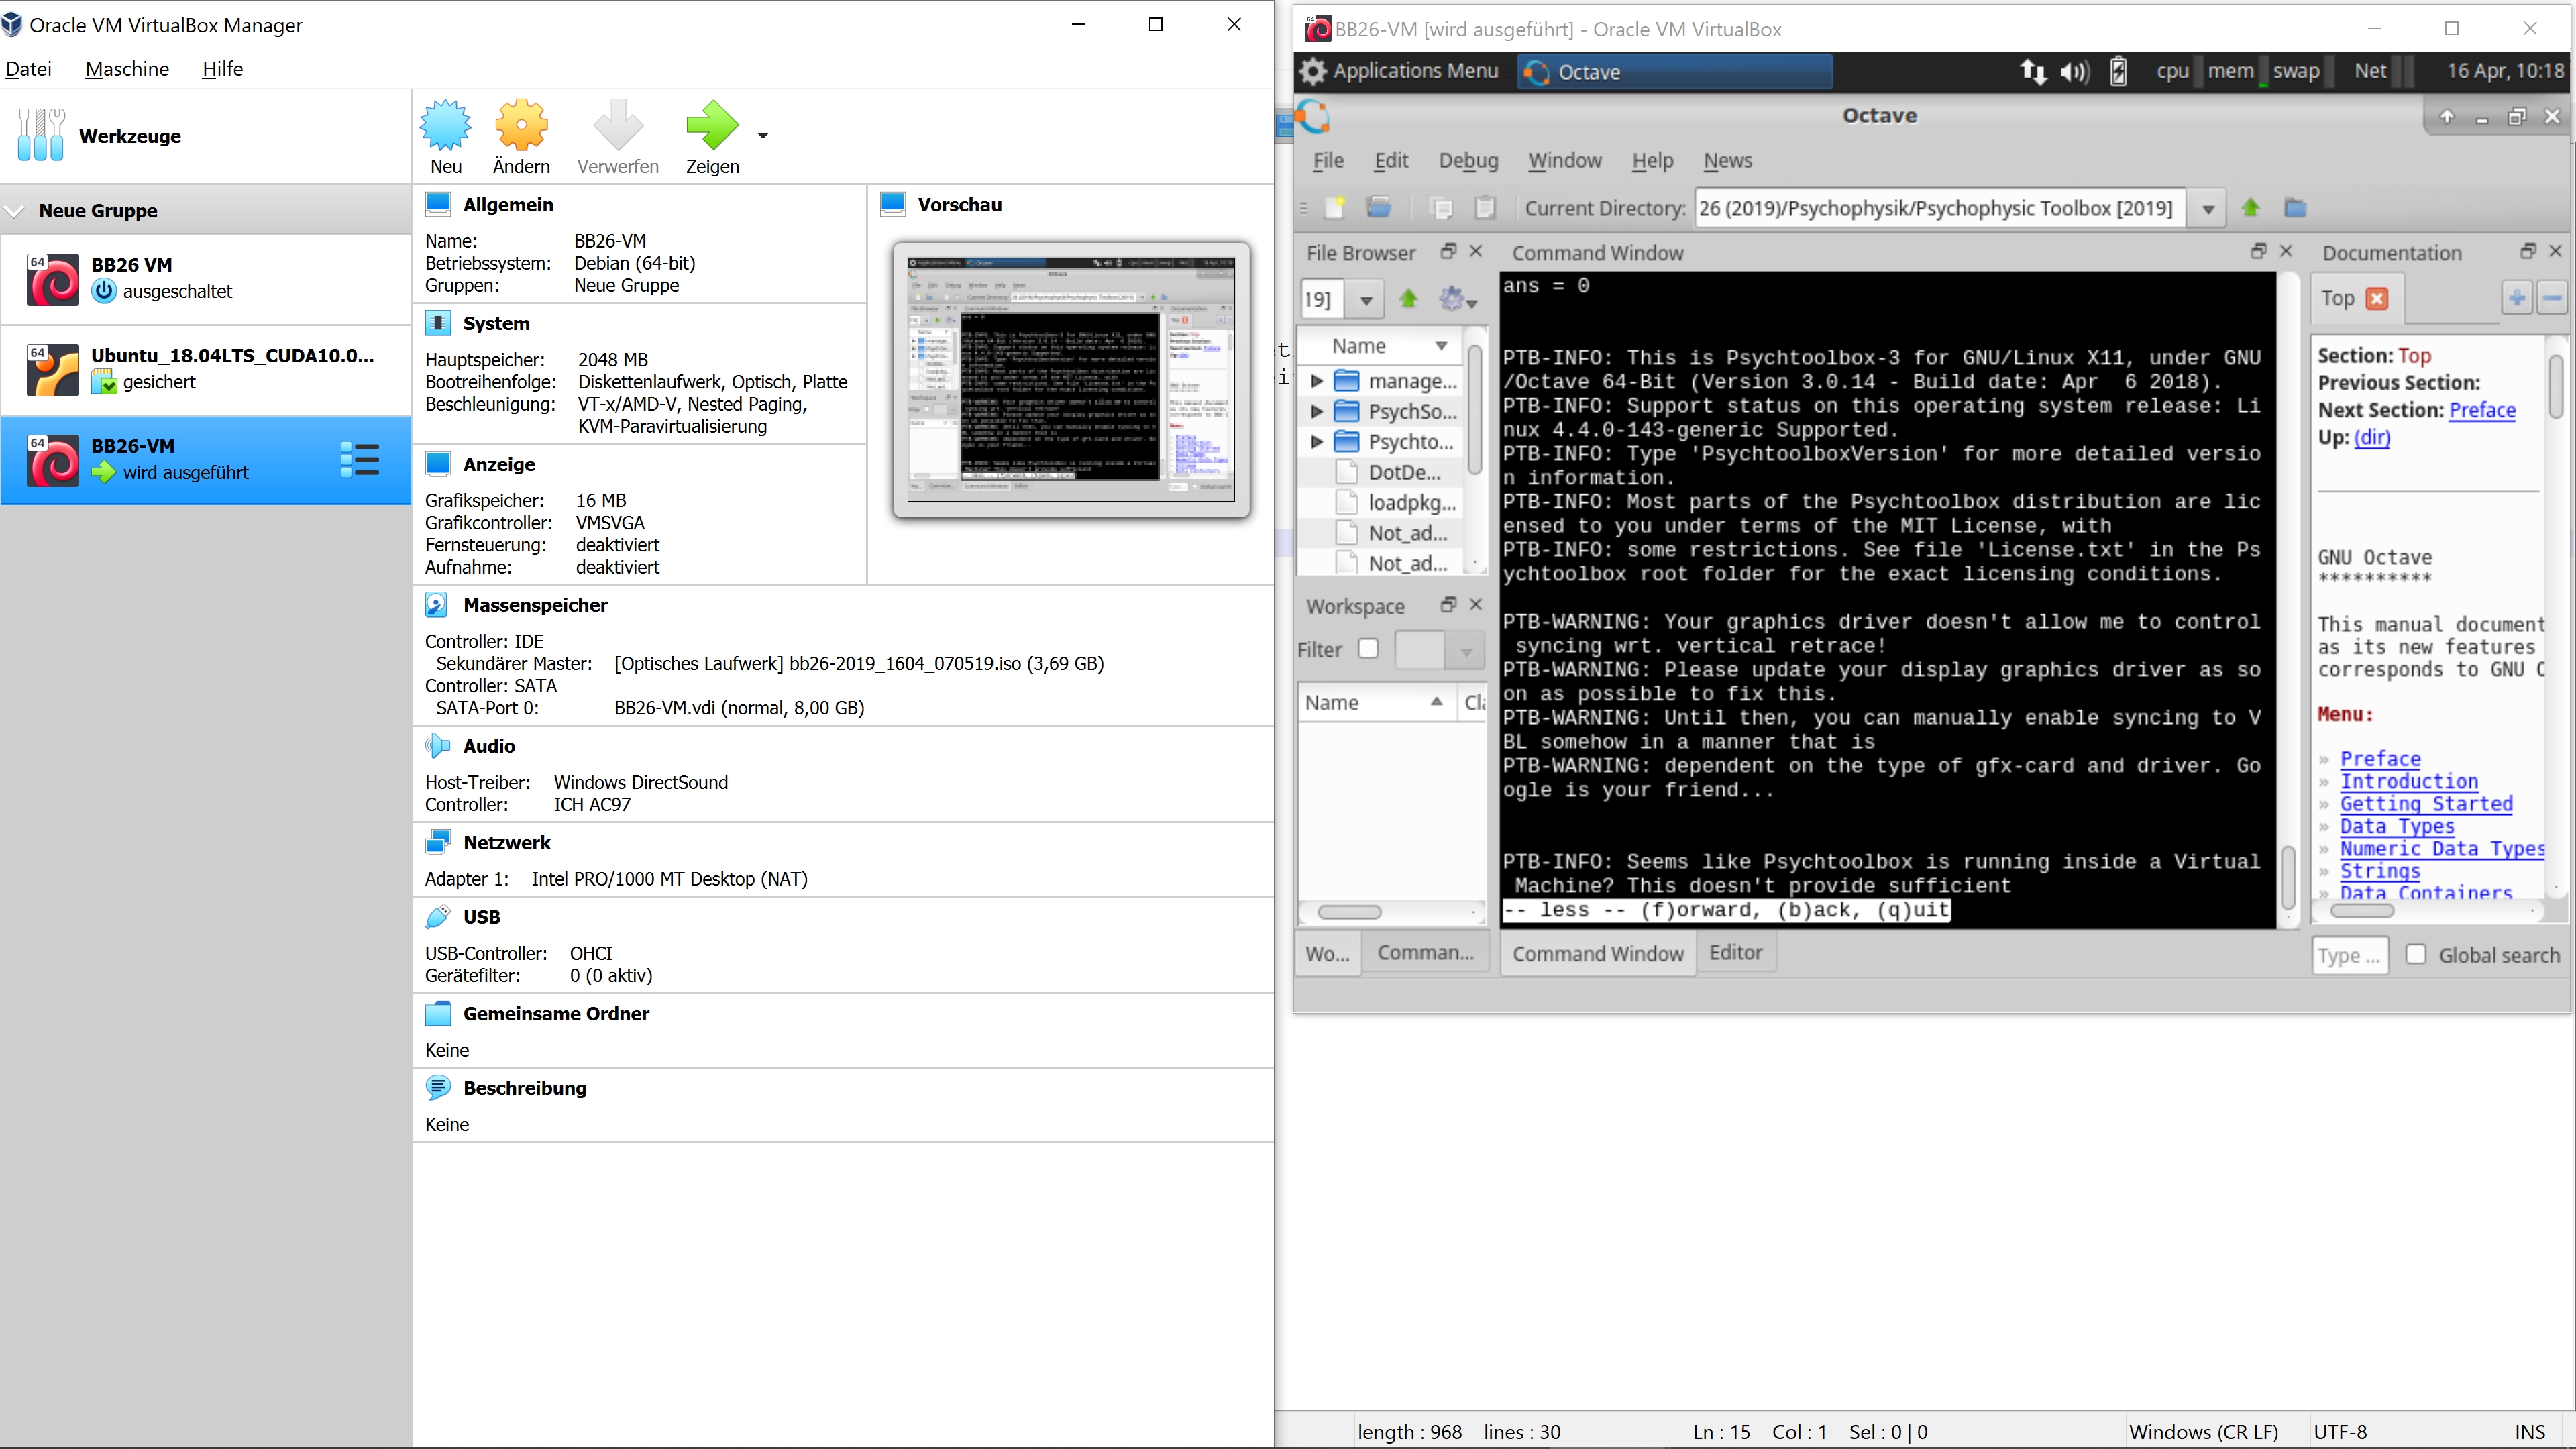 Oracle VM VirtualBox Manager
Datei Maschine Hilfe
Werkzeuge
Neue Gruppe
64
BB26 VM
ausgeschaltet
64
Ubuntu_18.04LTS_CUDA10.0...
gesichert
64
BB26-VM
wird ausgeführt
Neu Ändern Verwerfen Zeigen
Allgemein
Name: BB26-VM
Betriebssystem: Debian (64-bit)
Gruppen: Neue Gruppe
System
Hauptspeicher: 2048 MB
Bootreihenfolge: Diskettenlaufwerk, Optisch, Platte
Beschleunigung: VT-x/AMD-V, Nested Paging,
KVM-Paravirtualisierung
Anzeige
Grafikspeicher: 16 MB
Grafikcontroller: VMSVGA
Fernsteuerung: deaktiviert
Aufnahme: deaktiviert
Vorschau
Massenspeicher
Controller: IDE
Sekundärer Master: [Optisches Laufwerk] bb26-2019_1604_070519.iso (3,69 GB)
Controller: SATA
SATA-Port 0: BB26-VM.vdi (normal, 8,00 GB)
Audio
Host-Treiber: Windows DirectSound
Controller: ICH AC97
Netzwerk
Adapter 1: Intel PRO/1000 MT Desktop (NAT)
USB
USB-Controller: OHCI
Gerätefilter: 0 (0 aktiv)
Gemeinsame Ordner
Keine
Beschreibung
Keine
BB26-VM [wird ausgeführt] - Oracle VM VirtualBox
Applications Menu Octave cpu mem swap Net 16 Apr, 10:18
Octave
File Edit Debug Window Help News
Current Directory: 26 (2019)/Psychophysik/Psychophysic Toolbox [2019]
File Browser
19]
Name
manage...
PsychSo...
Psychto...
DotDe...
loadpkg...
Not_ad...
Not_ad...
Workspace
Filter
Name Cla
Wo... Comman...
Command Window
ans = 0
PTB-INFO: This is Psychtoolbox-3 for GNU/Linux X11, under GNU
/Octave 64-Bit (Version 3.0.14 - Build date: Apr  6 2018).
PTB-INFO: Support status on this operating system release: Li
nux 4.4.0-143-generic Supported.
PTB-INFO: Type 'PsychtoolboxVersion' for more detailed versio
n information.
PTB-INFO: Most parts of the Psychtoolbox distribution are lic
ensed to you under terms of the MIT License, with
PTB-INFO: some restrictions. See file 'License.txt' in the Ps
ychtoolbox root folder for the exact licensing conditions.
PTB-WARNING: Your graphics driver doesn't allow me to control
 syncing wrt. vertical retrace!
PTB-WARNING: Please update your display graphics driver as so
on as possible to fix this.
PTB-WARNING: Until then, you can manually enable syncing to V
BL somehow in a manner that is
PTB-WARNING: dependent on the type of gfx-card and driver. Go
ogle is your friend...
PTB-INFO: Seems like Psychtoolbox is running inside a Virtual
 Machine? This doesn't provide sufficient
-- less -- (f)orward, (b)ack, (q)uit
Command Window Editor
Documentation
Top
Section: Top
Previous Section:
Next Section: Preface
Up: (dir)
GNU Octave
**********
This manual document
as its new features
corresponds to GNU O
Menu:
» Preface
» Introduction
» Getting Started
» Data Types
» Numeric Data Types
» Strings
» Data Containers
Type ... Global search
length : 968 lines : 30 Ln : 15 Col : 1 Sel : 0 | 0 Windows (CR LF) UTF-8 INS